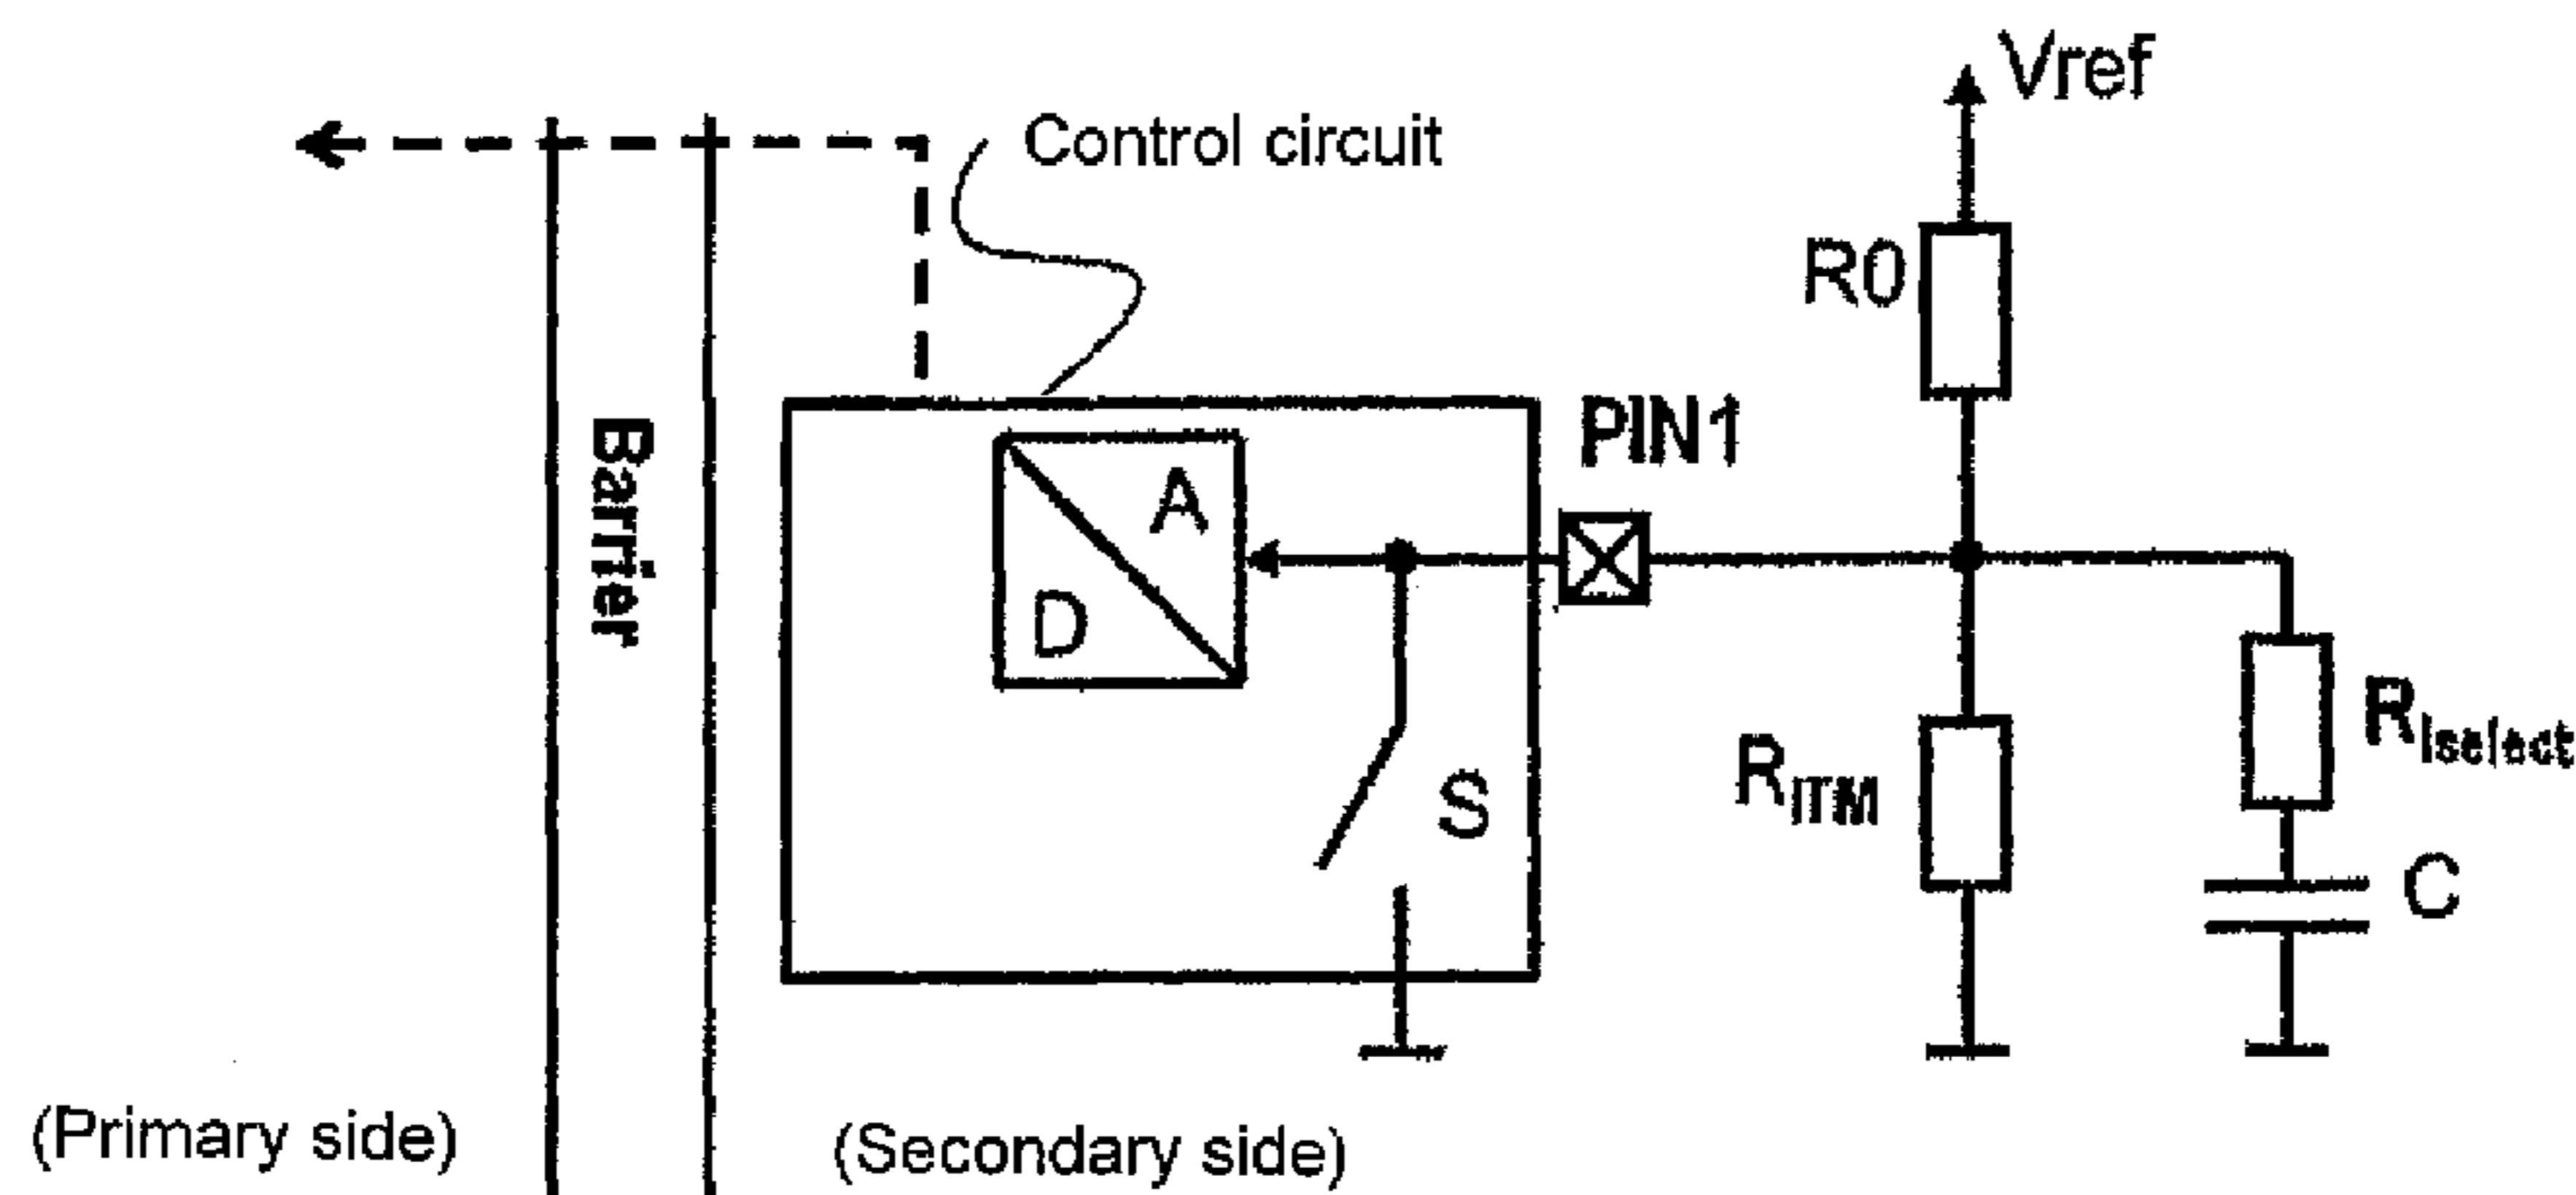 Vref
Control circuit
R0
PIN1
Barrier
A
D
S
RITM
RIselect
C
(Primary side)
(Secondary side)